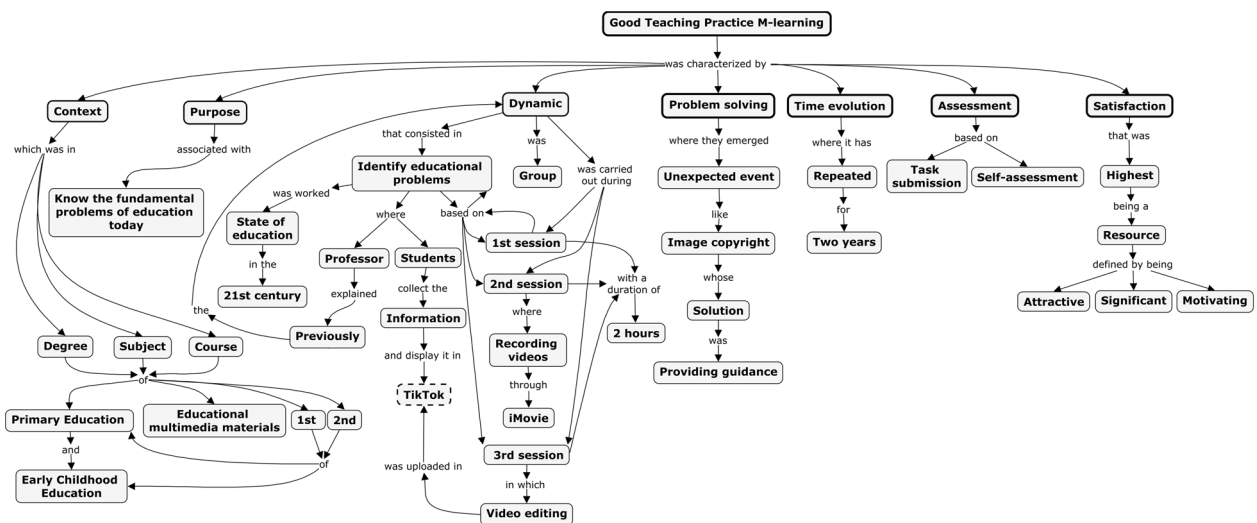 Good Teaching Practice M-learning
was characterized by
Context
Purpose
Dynamic
Problem solving
Time evolution
Assessment
Satisfaction
which was in
associated with
that consisted in
was
was carried
out during
where they emerged
where it has
based on
that was
Know the fundamental
problems of education
today
Identify educational
problems
Group
Unexpected event
Repeated
Task
submission
Self-assessment
Highest
was worked
where
based on
like
for
being a
State of
education
Professor
Students
1st session
Image copyright
Two years
Resource
in the
explained
collect the
2nd session
with a
duration of
whose
defined by being
21st century
Attractive
Significant
Motivating
the
Previously
Information
where
Solution
2 hours
Degree
Subject
Course
and display it in
Recording
videos
was
of
TikTok
through
Providing guidance
Primary Education
Educational
multimedia materials
1st
2nd
iMovie
and
of
was uploaded in
3rd session
Early Childhood
Education
in which
Video editing